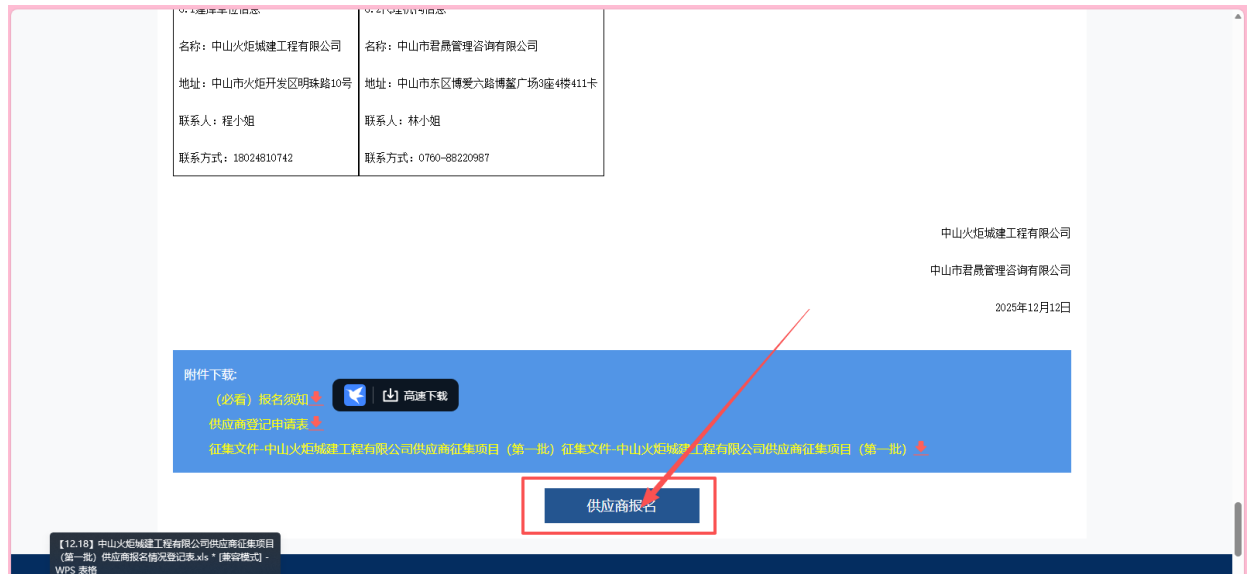 名称：中山火炬城建工程有限公司
名称：中山市君晟管理咨询有限公司
地址：中山市火炬开发区明珠路10号
地址：中山市东区博爱六路博鳌广场3座4楼411卡
联系人：程小姐
联系人：林小姐
联系方式：18024810742
联系方式：0760-88220987
中山火炬城建工程有限公司
中山市君晟管理咨询有限公司
2025年12月12日
附件下载:
（必看）报名须知
高速下载
供应商登记申请表
征集文件-中山火炬城建工程有限公司供应商征集项目（第一批）征集文件-中山火炬城建工程有限公司供应商征集项目（第一批）
供应商报名
【12.18】中山火炬城建工程有限公司供应商征集项目
（第一批）供应商报名情况登记表.xls * [兼容模式] -
WPS 表格